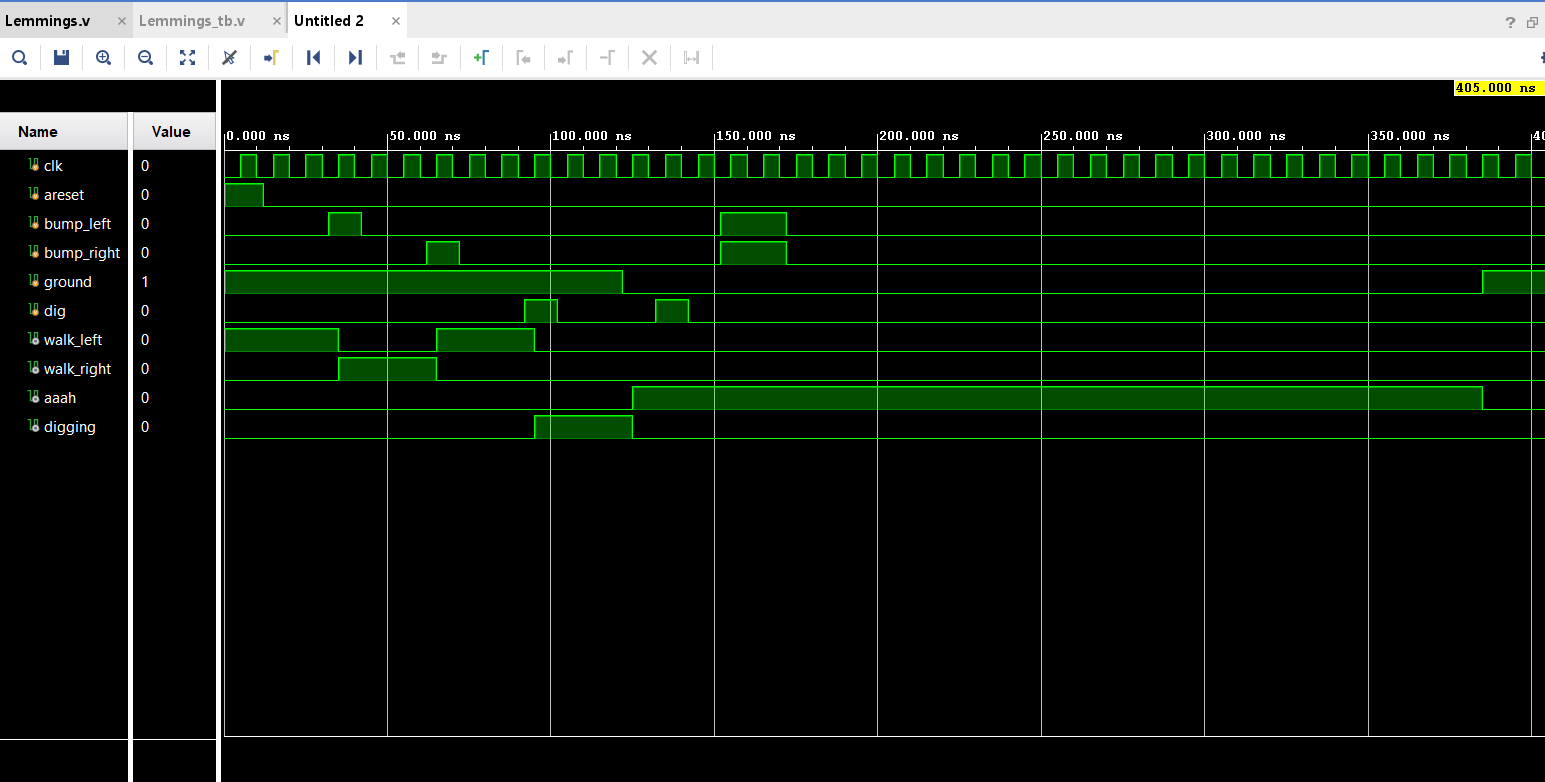 Lemmings.v × Lemmings_tb.v × Untitled 2 × ?
405.000 ns
Name Value
0.000 ns 50.000 ns 100.000 ns 150.000 ns 200.000 ns 250.000 ns 300.000 ns 350.000 ns 40
clk 0
areset 0
bump_left 0
bump_right 0
ground 1
dig 0
walk_left 0
walk_right 0
aaah 0
digging 0